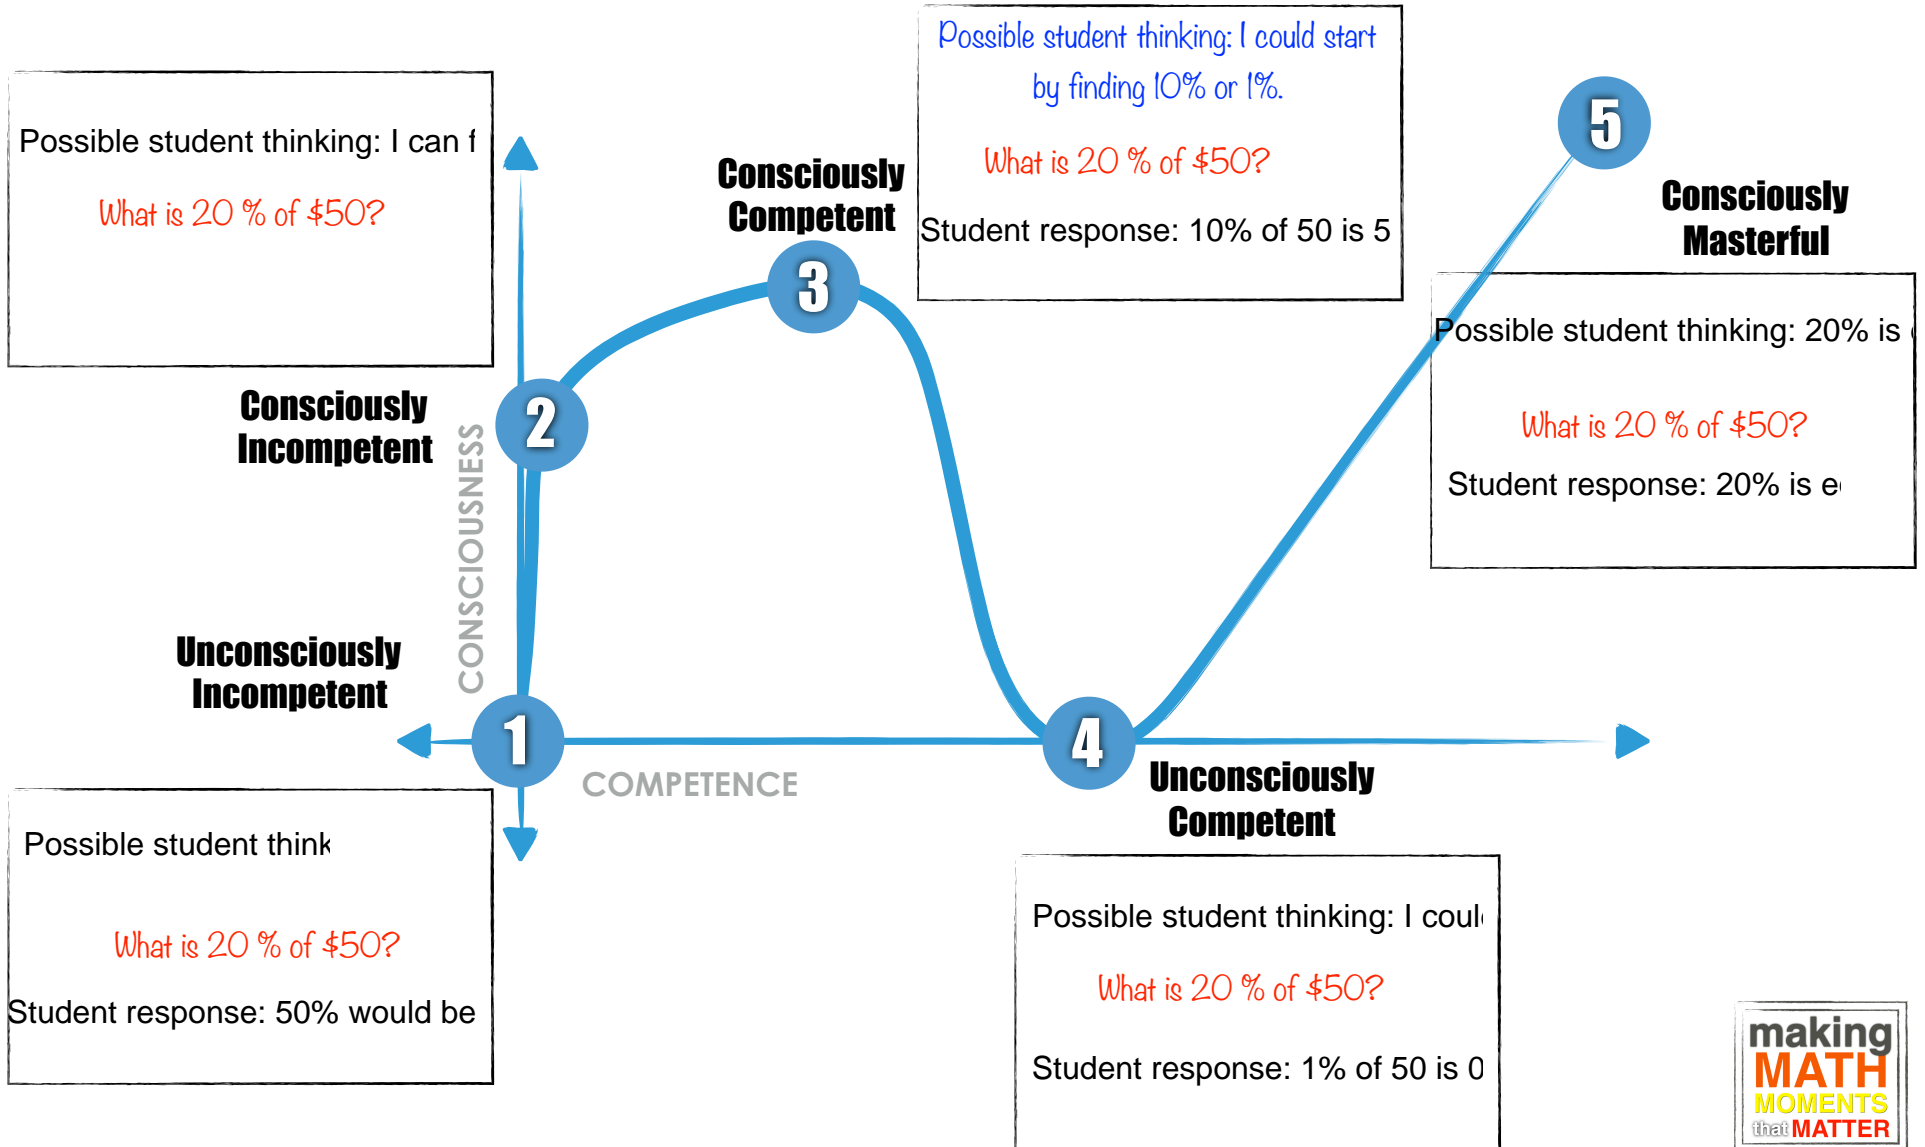 Possible student thinking: I could start
by finding 10% or 1%.
What is 20 % of $50?
Student response: 10% of 50 is 5
Possible student thinking: I can
What is 20 % of $50?
Consciously
Competent
3
5
Consciously
Masterful
Possible student thinking: 20% is
What is 20 % of $50?
Student response: 20% is
Consciously
Incompetent
2
CONSCIOUSNESS
Unconsciously
Incompetent
1
COMPETENCE
4
Unconsciously
Competent
Possible student
What is 20 % of $50?
Student response: 50% would be
Possible student thinking: I
What is 20 % of $50?
Student response: 1% of 50 is 0
making
MATH
MOMENTS
that MATTER